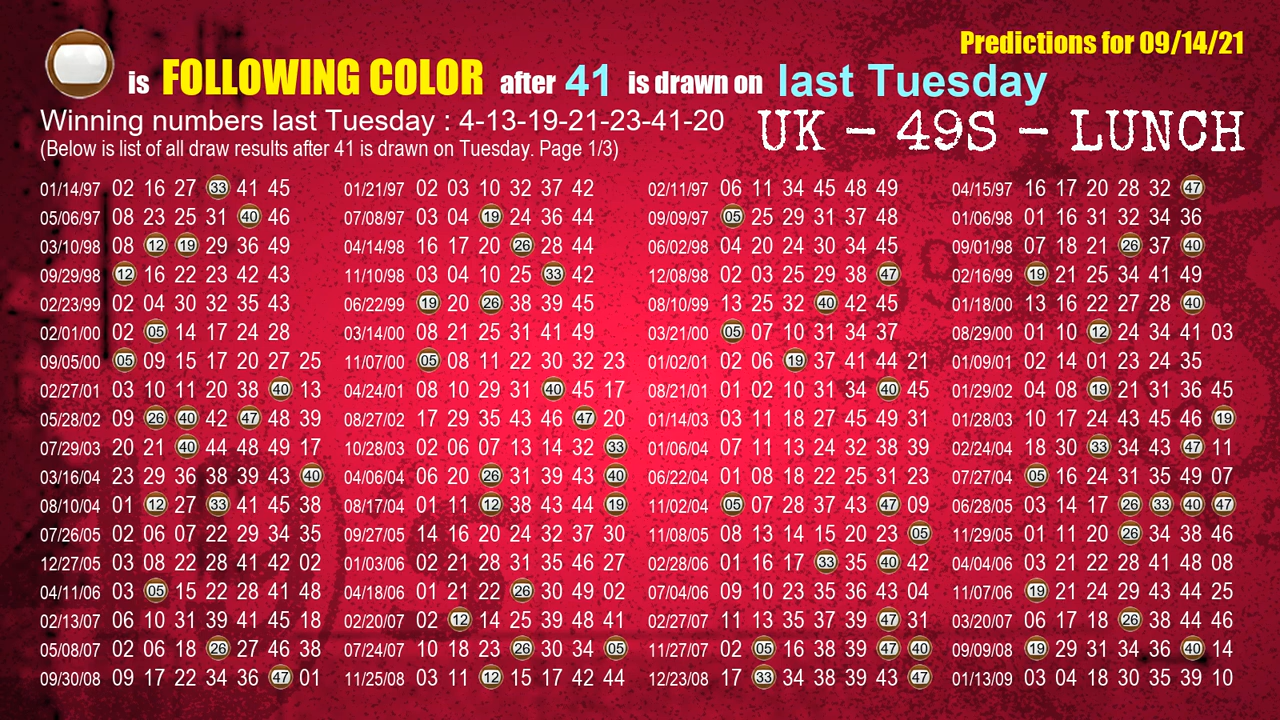 Predictions for 09/14/21
is FOLLOWING COLOR after 41 is drawn on last Tuesday
Winning numbers last Tuesday : 4-13-19-21-23-41-20
UK - 49S - LUNCH
(Below is list of all draw results after 41 is drawn on Tuesday. Page 1/3)
01/14/97 02 16 27 33 41 45 01/21/97 02 03 10 32 37 42 02/11/97 06 11 34 45 48 49 04/15/97 16 17 20 28 32 47
05/06/97 08 23 25 31 40 46 07/08/97 03 04 19 24 36 44 09/09/97 05 25 29 31 37 48 01/06/98 01 16 31 32 34 36
03/10/98 08 12 19 29 36 49 04/14/98 16 17 20 26 28 44 06/02/98 04 20 24 30 45 49 09/01/98 07 18 21 26 37 40
09/29/98 12 16 22 23 42 43 11/10/98 03 04 10 25 33 42 12/08/98 02 03 25 29 38 47 02/16/99 19 21 25 34 41 49
02/23/99 02 04 30 32 35 43 06/22/99 19 20 26 38 39 45 08/10/99 13 25 32 40 42 45 01/18/00 13 16 22 27 28 40
02/01/00 02 05 14 17 24 28 03/14/00 08 21 25 31 41 49 03/21/00 05 07 10 31 34 37 08/29/00 01 10 12 24 34 41 03
09/05/00 05 09 15 17 20 27 25 11/07/00 05 08 11 22 30 32 23 01/02/01 02 06 19 37 41 44 21 01/09/01 02 14 01 23 24 35
02/27/01 03 10 11 20 38 40 13 04/24/01 08 10 29 31 40 45 17 08/21/01 01 02 10 31 34 40 45 01/29/02 04 08 19 21 31 36 45
05/28/02 09 26 40 42 47 48 39 08/27/02 17 29 35 43 46 47 20 01/14/03 03 11 18 27 45 49 31 01/28/03 10 17 24 43 45 46 19
07/29/03 20 21 40 44 48 49 17 10/28/03 02 06 07 13 14 32 33 01/06/04 07 11 13 24 32 38 39 02/24/04 18 30 33 34 43 47 11
03/16/04 23 29 36 38 39 43 40 04/06/04 06 20 26 31 39 43 40 06/22/04 01 08 18 22 25 31 23 07/27/04 05 16 24 31 35 49 07
08/10/04 01 12 27 33 41 45 38 08/17/04 01 11 12 38 43 44 19 11/02/04 05 07 28 37 43 47 09 06/28/05 03 14 17 26 33 40 47
07/26/05 02 06 07 22 29 34 35 09/27/05 14 16 20 24 32 37 30 11/08/05 08 13 14 15 20 23 05 11/29/05 01 11 20 26 34 38 46
12/27/05 03 08 22 28 41 42 02 01/03/06 02 21 28 31 35 46 27 02/28/06 01 16 17 33 35 40 42 04/04/06 03 21 22 28 41 48 08
04/11/06 03 05 15 22 28 41 48 04/18/06 01 21 22 26 30 49 02 07/04/06 09 10 23 35 36 43 04 11/07/06 19 21 24 29 43 44 25
02/13/07 06 10 31 39 41 45 18 02/20/07 02 12 14 25 39 48 41 02/27/07 11 13 35 37 39 47 31 03/20/07 06 17 18 26 38 44 46
05/08/07 02 06 18 26 27 46 38 07/24/07 10 18 23 26 30 34 05 11/27/07 02 05 16 38 39 47 40 09/09/08 19 29 31 34 36 40 14
09/30/08 09 17 22 34 36 47 01 11/25/08 03 11 12 15 17 42 44 12/23/08 17 33 34 38 39 43 47 01/13/09 03 04 18 30 35 39 10